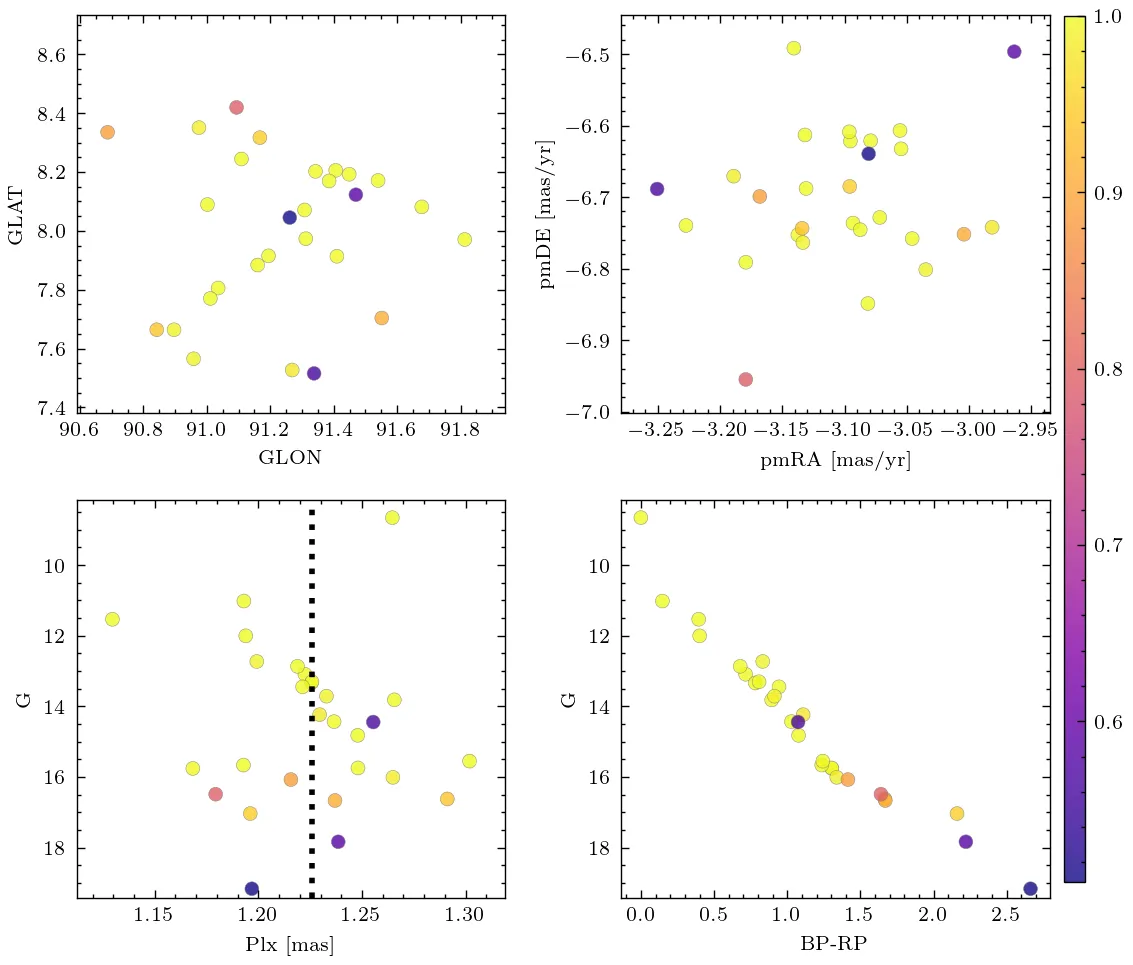 8.6
8.4
8.2
8.0
7.8
7.6
7.4
GLAT
90.6 90.8 91.0 91.2 91.4 91.6 91.8
GLON
−6.5
−6.6
−6.7
−6.8
−6.9
−7.0
pmDE [mas/yr]
−3.25 −3.20 −3.15 −3.10 −3.05 −3.00 −2.95
pmRA [mas/yr]
1.0
0.9
0.8
0.7
0.6
10
12
14
16
18
G
1.15 1.20 1.25 1.30
Plx [mas]
10
12
14
16
18
G
0.0 0.5 1.0 1.5 2.0 2.5
BP-RP